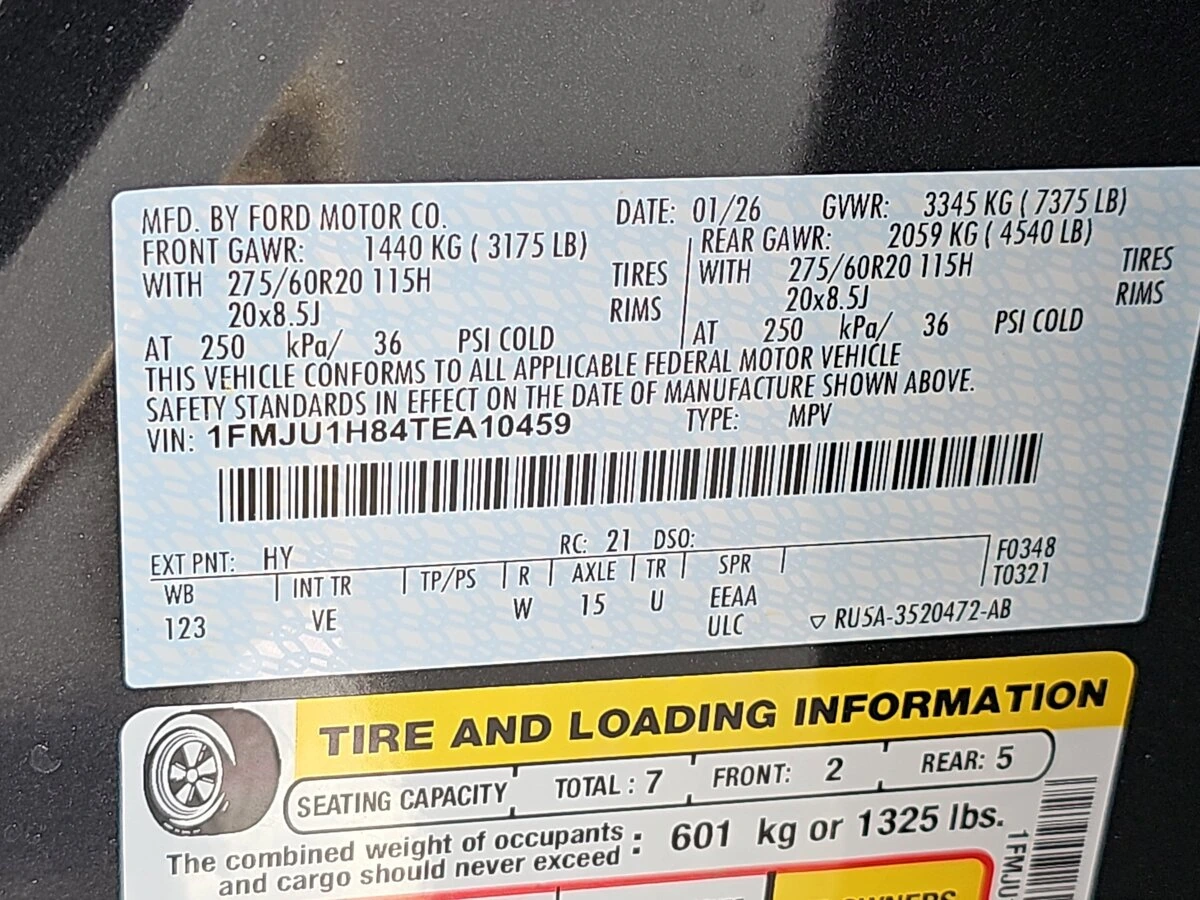 MFD. BY FORD MOTOR CO. DATE: 01/26 GVWR: 3345 KG ( 7375 LB)
FRONT GAWR: 1440 KG ( 3175 LB) REAR GAWR: 2059 KG ( 4540 LB)
WITH 275/60R20 115H TIRES WITH 275/60R20 115H TIRES
20x8.5J RIMS 20x8.5J RIMS
AT 250 kPa/ 36 PSI COLD AT 250 kPa/ 36 PSI COLD
THIS VEHICLE CONFORMS TO ALL APPLICABLE FEDERAL MOTOR VEHICLE
SAFETY STANDARDS IN EFFECT ON THE DATE OF MANUFACTURE SHOWN ABOVE.
VIN: 1FMJU1H84TEA10459 TYPE: MPV
EXT PNT: HY RC: 21 DSO: F0348
WB INT TR TP/PS R AXLE TR SPR T0321
123 VE W 15 U EEAA
ULC ▽ RU5A-3520472-AB
TIRE AND LOADING INFORMATION
SEATING CAPACITY TOTAL : 7 FRONT: 2 REAR: 5
The combined weight of occupants
and cargo should never exceed : 601 kg or 1325 lbs.
1FMJU